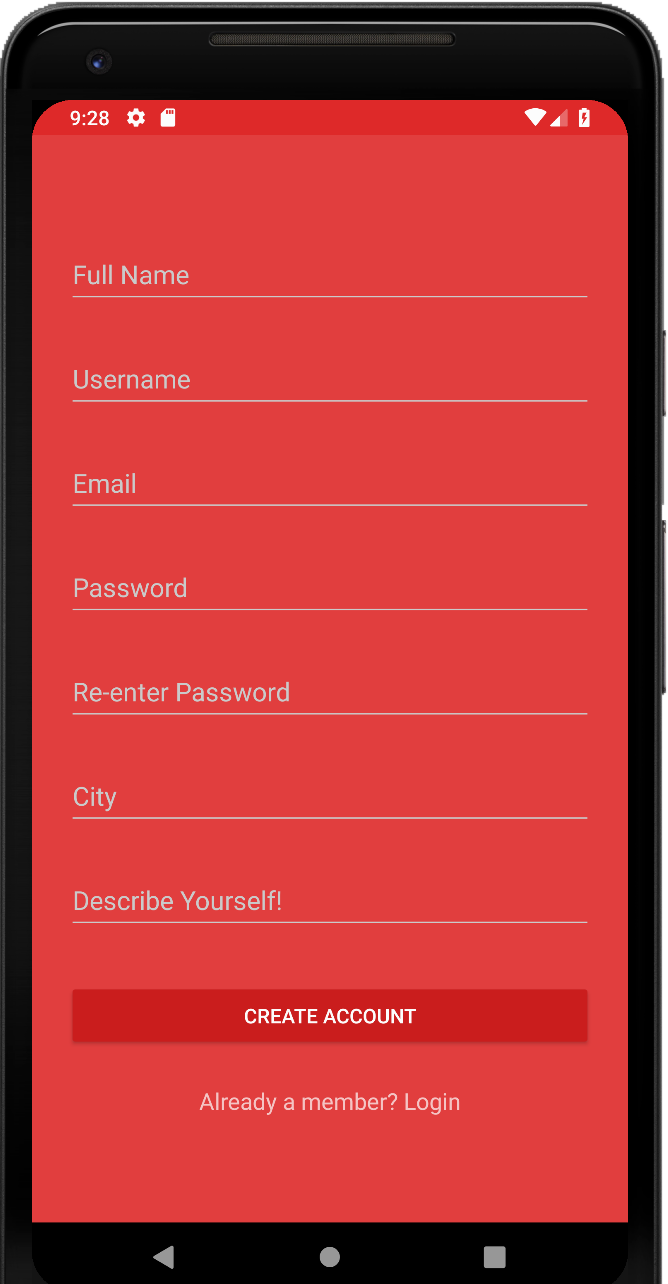 9:28
Full Name
Username
Email
Password
Re-enter Password
City
Describe Yourself!
CREATE ACCOUNT
Already a member? Login